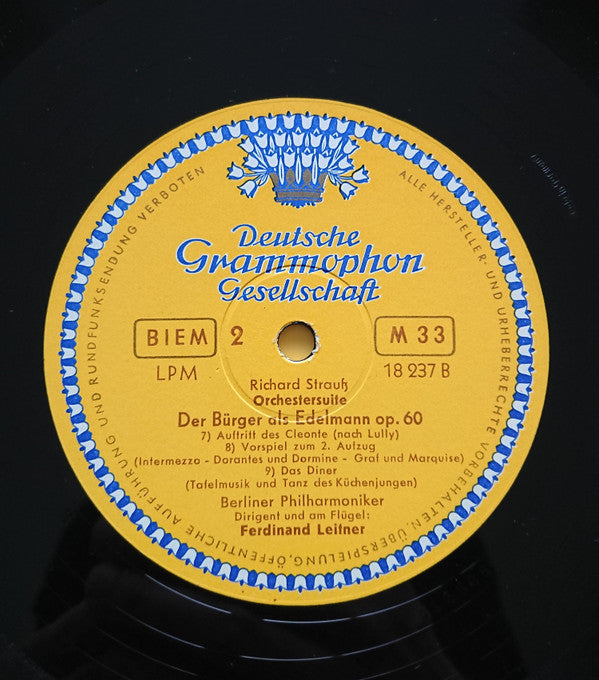 ALLE HERSTELLER- UND URHEBERRECHTE VORBEHALTEN. ÜBERSPIELUNG, ÖFFENTLICHE AUFFÜHRUNG UND RUNDFUNKSENDUNG VERBOTEN
Deutsche
Grammophon
Gesellschaft
BIEM 2 M 33
LPM 18 237 B
Richard Strauß
Orchestersuite
Der Bürger als Edelmann op. 60
7) Auftritt des Cleonte (nach Lully)
8) Vorspiel zum 2. Aufzug
(Intermezzo - Dorantes und Dormine - Graf und Marquise)
9) Das Diner
(Tafelmusik und Tanz des Küchenjungen)
Berliner Philharmoniker
Dirigent und am Flügel:
Ferdinand Leitner